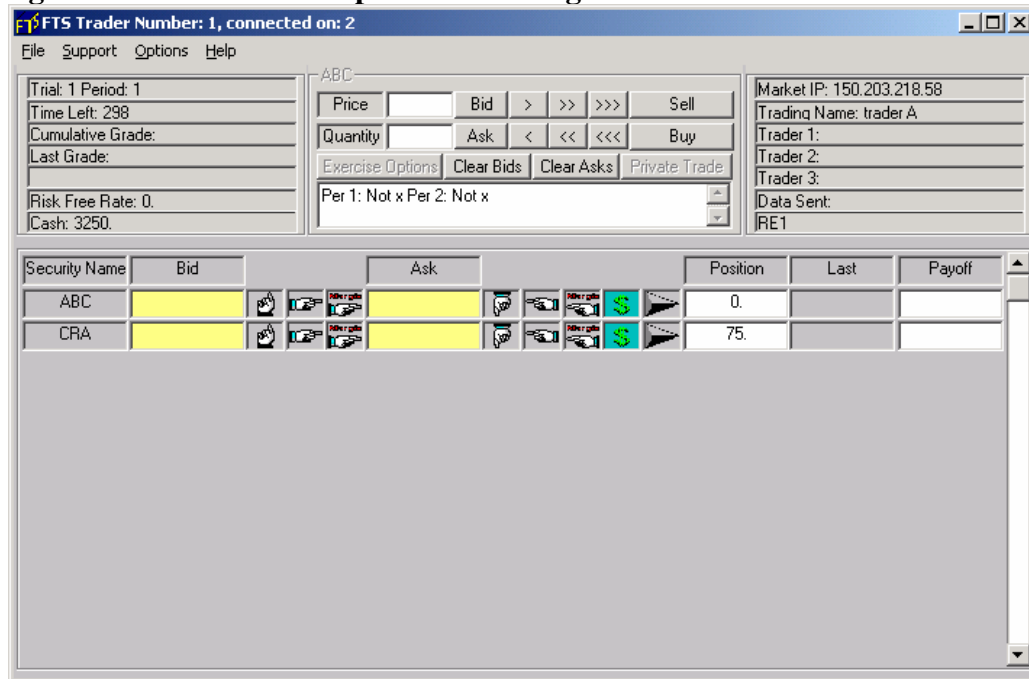 FTS Trader Number: 1, connected on: 2
File Support Options Help
Trial: 1 Period: 1
Time Left: 298
Cumulative Grade:
Last Grade:
Risk Free Rate: 0.
Cash: 3250.
ABC
Price Bid > >> >>> Sell
Quantity Ask < << <<< Buy
Exercise Options Clear Bids Clear Asks Private Trade
Per 1: Not x Per 2: Not x
Market IP: 150.203.218.58
Trading Name: trader A
Trader 1:
Trader 2:
Trader 3:
Data Sent:
RE1
Security Name Bid Ask Position Last Payoff
ABC Margin Margin $ 0.
CRA Margin Margin $ 75.